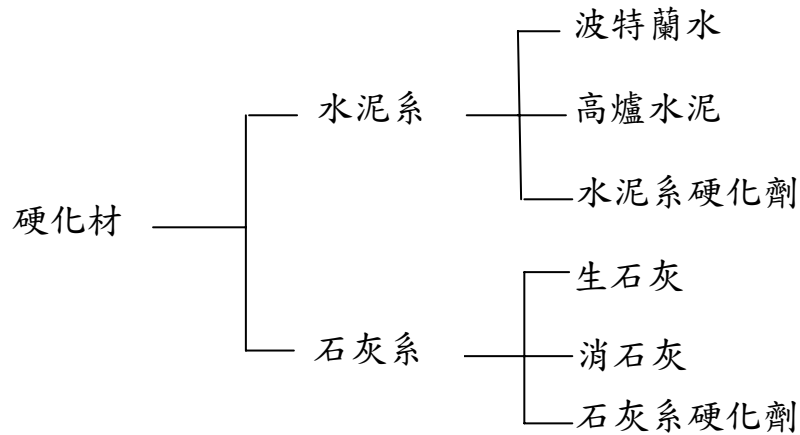 硬化材
水泥系
波特蘭水
高爐水泥
水泥系硬化劑
石灰系
生石灰
消石灰
石灰系硬化劑